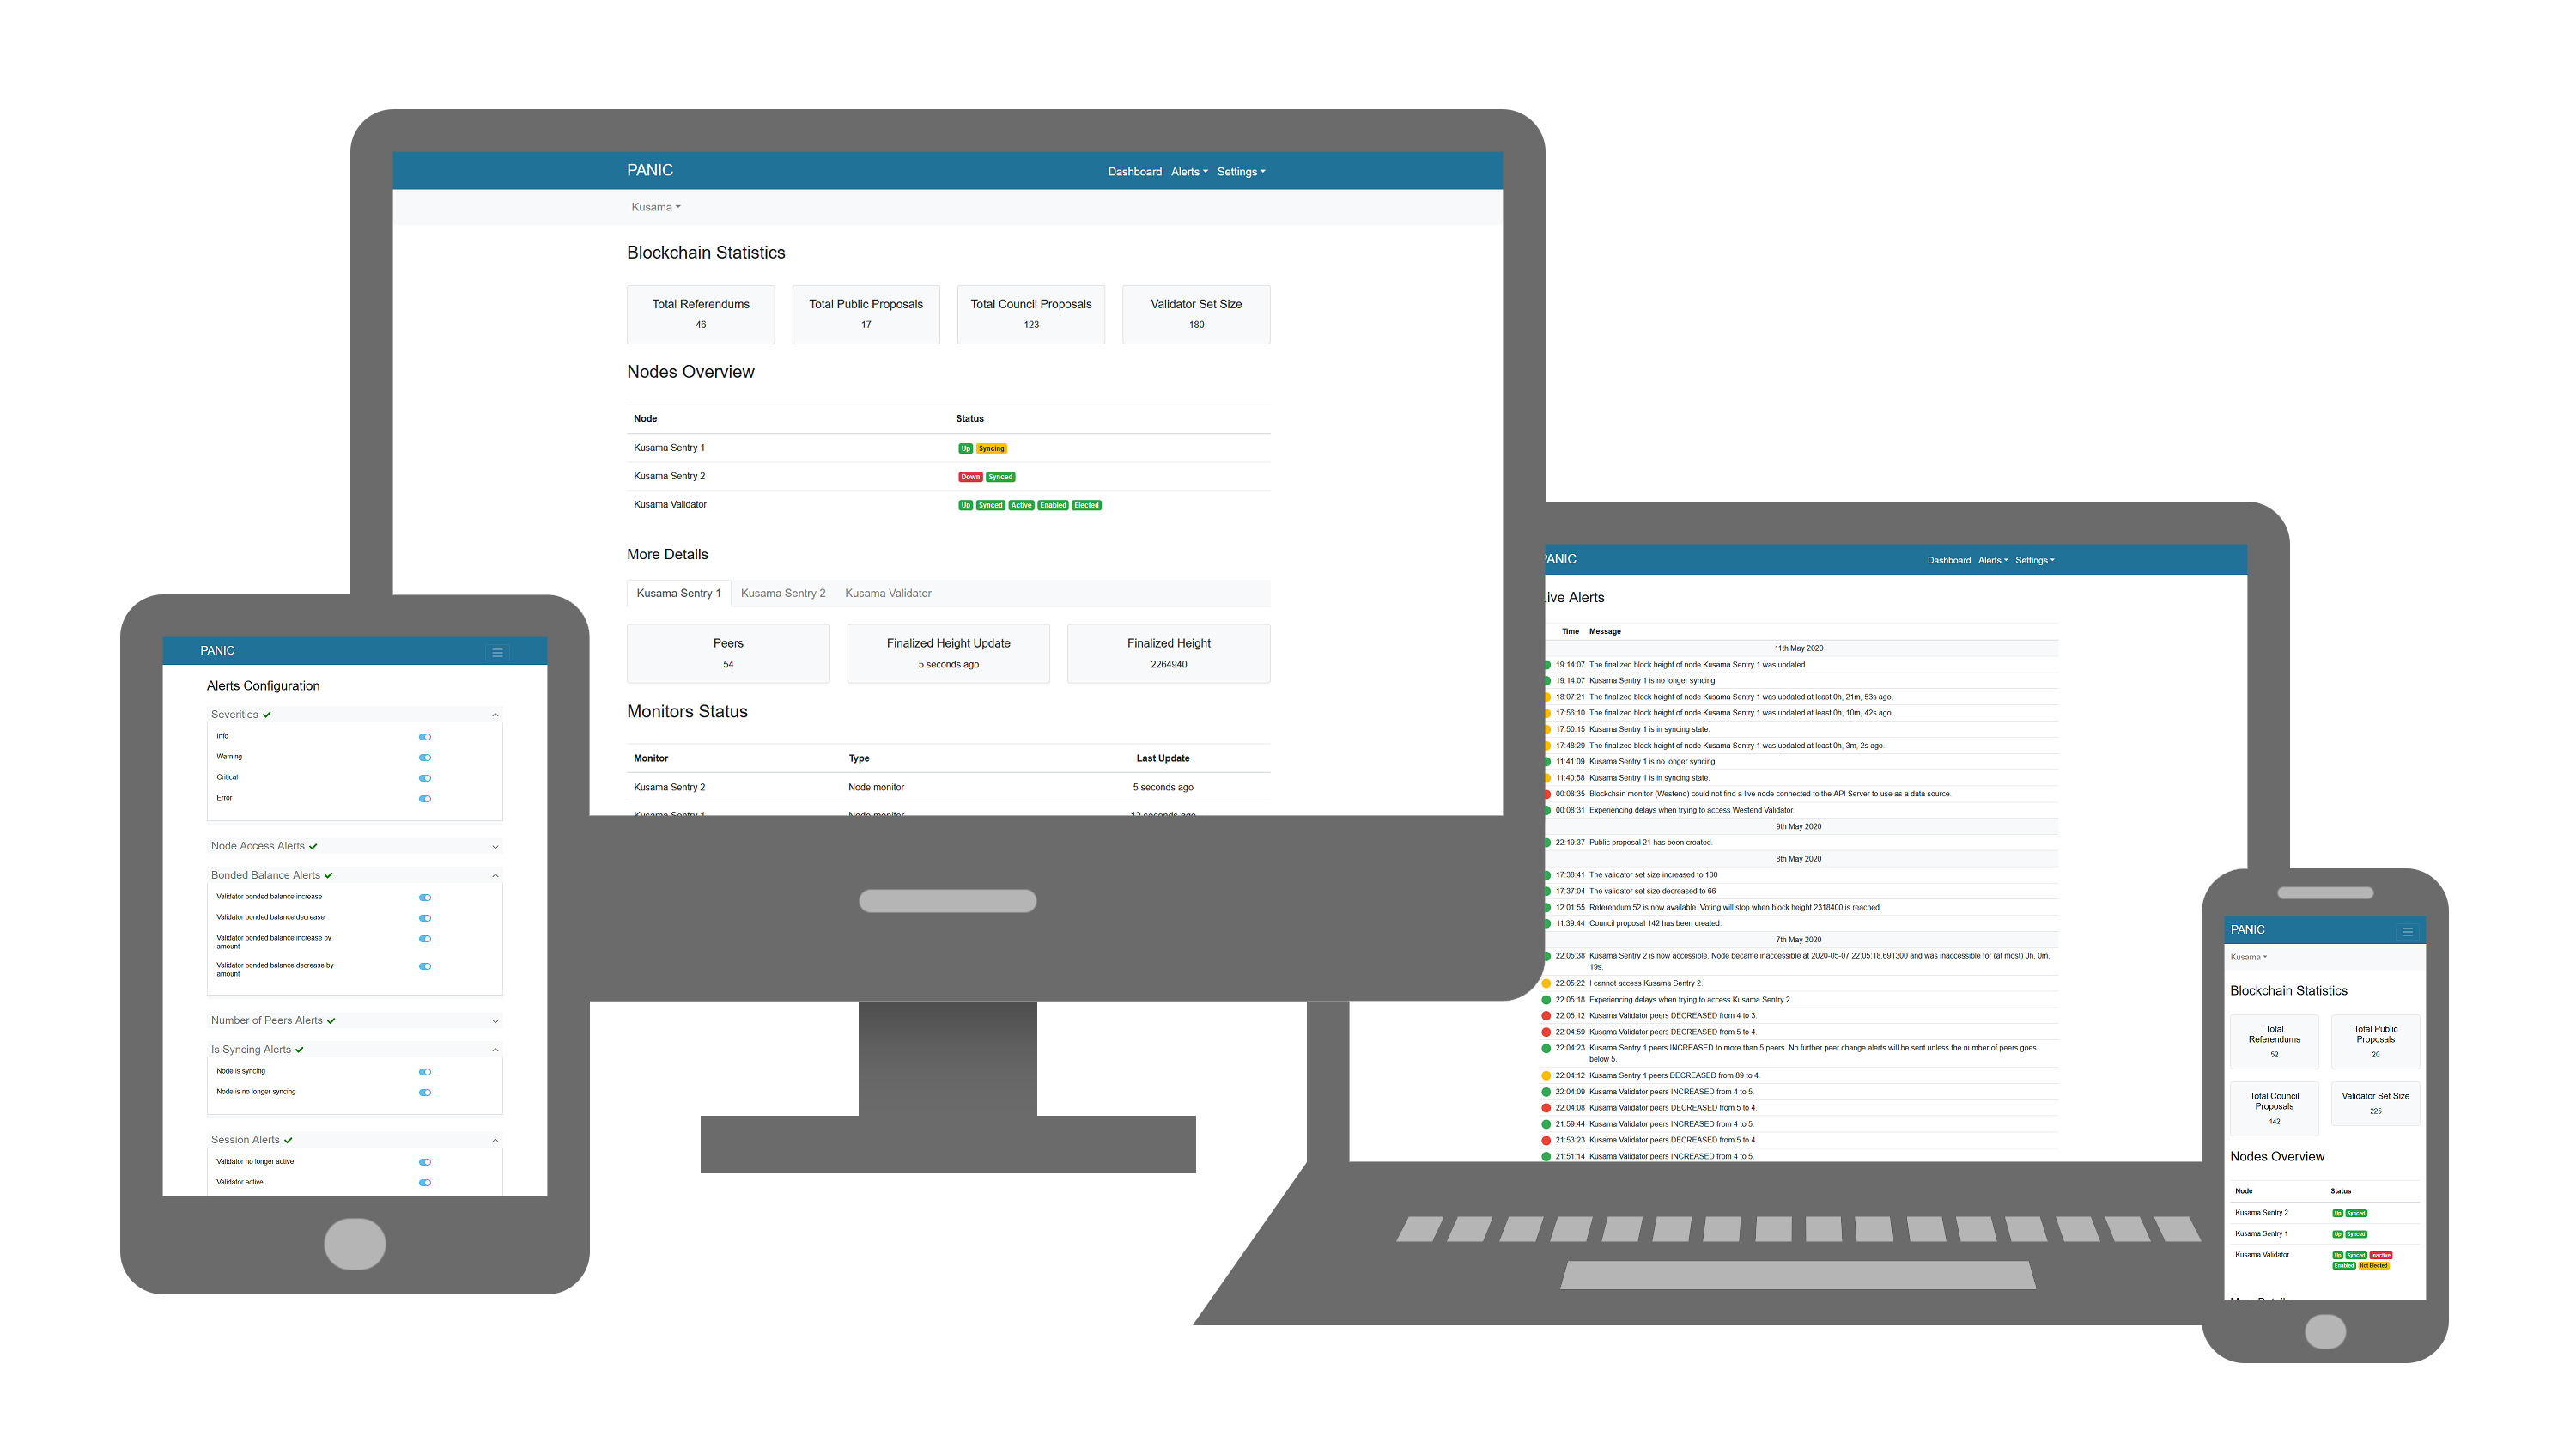 PANIC
Dashboard Alerts Settings
Kusama
Blockchain Statistics
Total Referendums
46
Total Public Proposals
17
Total Council Proposals
123
Validator Set Size
180
Nodes Overview
Node Status
Kusama Sentry 1 Up Syncing
Kusama Sentry 2 Down Synced
Kusama Validator Up Synced Active Enabled Elected
More Details
Kusama Sentry 1 Kusama Sentry 2 Kusama Validator
Peers
54
Finalized Height Update
5 seconds ago
Finalized Height
2264940
Monitors Status
Monitor Type Last Update
Kusama Sentry 2 Node monitor 5 seconds ago
Kusama Sentry 1 Node monitor 12 seconds ago
PANIC
Alerts Configuration
Severities
Info
Warning
Critical
Error
Node Access Alerts
Bonded Balance Alerts
Validator bonded balance increase
Validator bonded balance decrease
Validator bonded balance increase by
amount
Validator bonded balance decrease by
amount
Number of Peers Alerts
Is Syncing Alerts
Node is syncing
Node is no longer syncing
Session Alerts
Validator no longer active
Validator active
PANIC
Dashboard Alerts Settings
Live Alerts
Time Message
11th May 2020
19:14:07 The finalized block height of node Kusama Sentry 1 was updated.
19:14:07 Kusama Sentry 1 is no longer syncing.
18:07:21 The finalized block height of node Kusama Sentry 1 was updated at least 0h, 21m, 53s ago.
17:56:10 The finalized block height of node Kusama Sentry 1 was updated at least 0h, 10m, 42s ago.
17:50:15 Kusama Sentry 1 is in syncing state.
17:48:29 The finalized block height of node Kusama Sentry 1 was updated at least 0h, 3m, 2s ago.
11:41:09 Kusama Sentry 1 is no longer syncing.
11:40:58 Kusama Sentry 1 is in syncing state.
00:08:35 Blockchain monitor (Westend) could not find a live node connected to the API Server to use as a data source.
00:08:31 Experiencing delays when trying to access Westend Validator.
9th May 2020
22:19:37 Public proposal 21 has been created.
8th May 2020
17:38:41 The validator set size increased to 130
17:37:04 The validator set size decreased to 66
12:01:55 Referendum 52 is now available. Voting will stop when block height 2318400 is reached.
11:39:44 Council proposal 142 has been created.
7th May 2020
22:05:38 Kusama Sentry 2 is now accessible. Node became inaccessible at 2020-05-07 22:05:18.691300 and was inaccessible for (at most) 0h, 0m,
19s.
22:05:22 I cannot access Kusama Sentry 2.
22:05:18 Experiencing delays when trying to access Kusama Sentry 2.
22:05:12 Kusama Validator peers DECREASED from 4 to 3.
22:04:59 Kusama Validator peers DECREASED from 5 to 4.
22:04:23 Kusama Sentry 1 peers INCREASED to more than 5 peers. No further peer change alerts will be sent unless the number of peers goes
below 5.
22:04:12 Kusama Sentry 1 peers DECREASED from 89 to 4.
22:04:09 Kusama Validator peers INCREASED from 4 to 5.
22:04:08 Kusama Validator peers DECREASED from 5 to 4.
21:59:44 Kusama Validator peers INCREASED from 4 to 5.
21:53:23 Kusama Validator peers DECREASED from 5 to 4.
21:51:14 Kusama Validator peers INCREASED from 4 to 5.
PANIC
Kusama
Blockchain Statistics
Total
Referendums
52
Total Public
Proposals
20
Total Council
Proposals
142
Validator Set Size
225
Nodes Overview
Node Status
Kusama Sentry 2 Up Synced
Kusama Sentry 1 Up Synced
Kusama Validator Up Synced Inactive
Enabled Not Elected
More Details